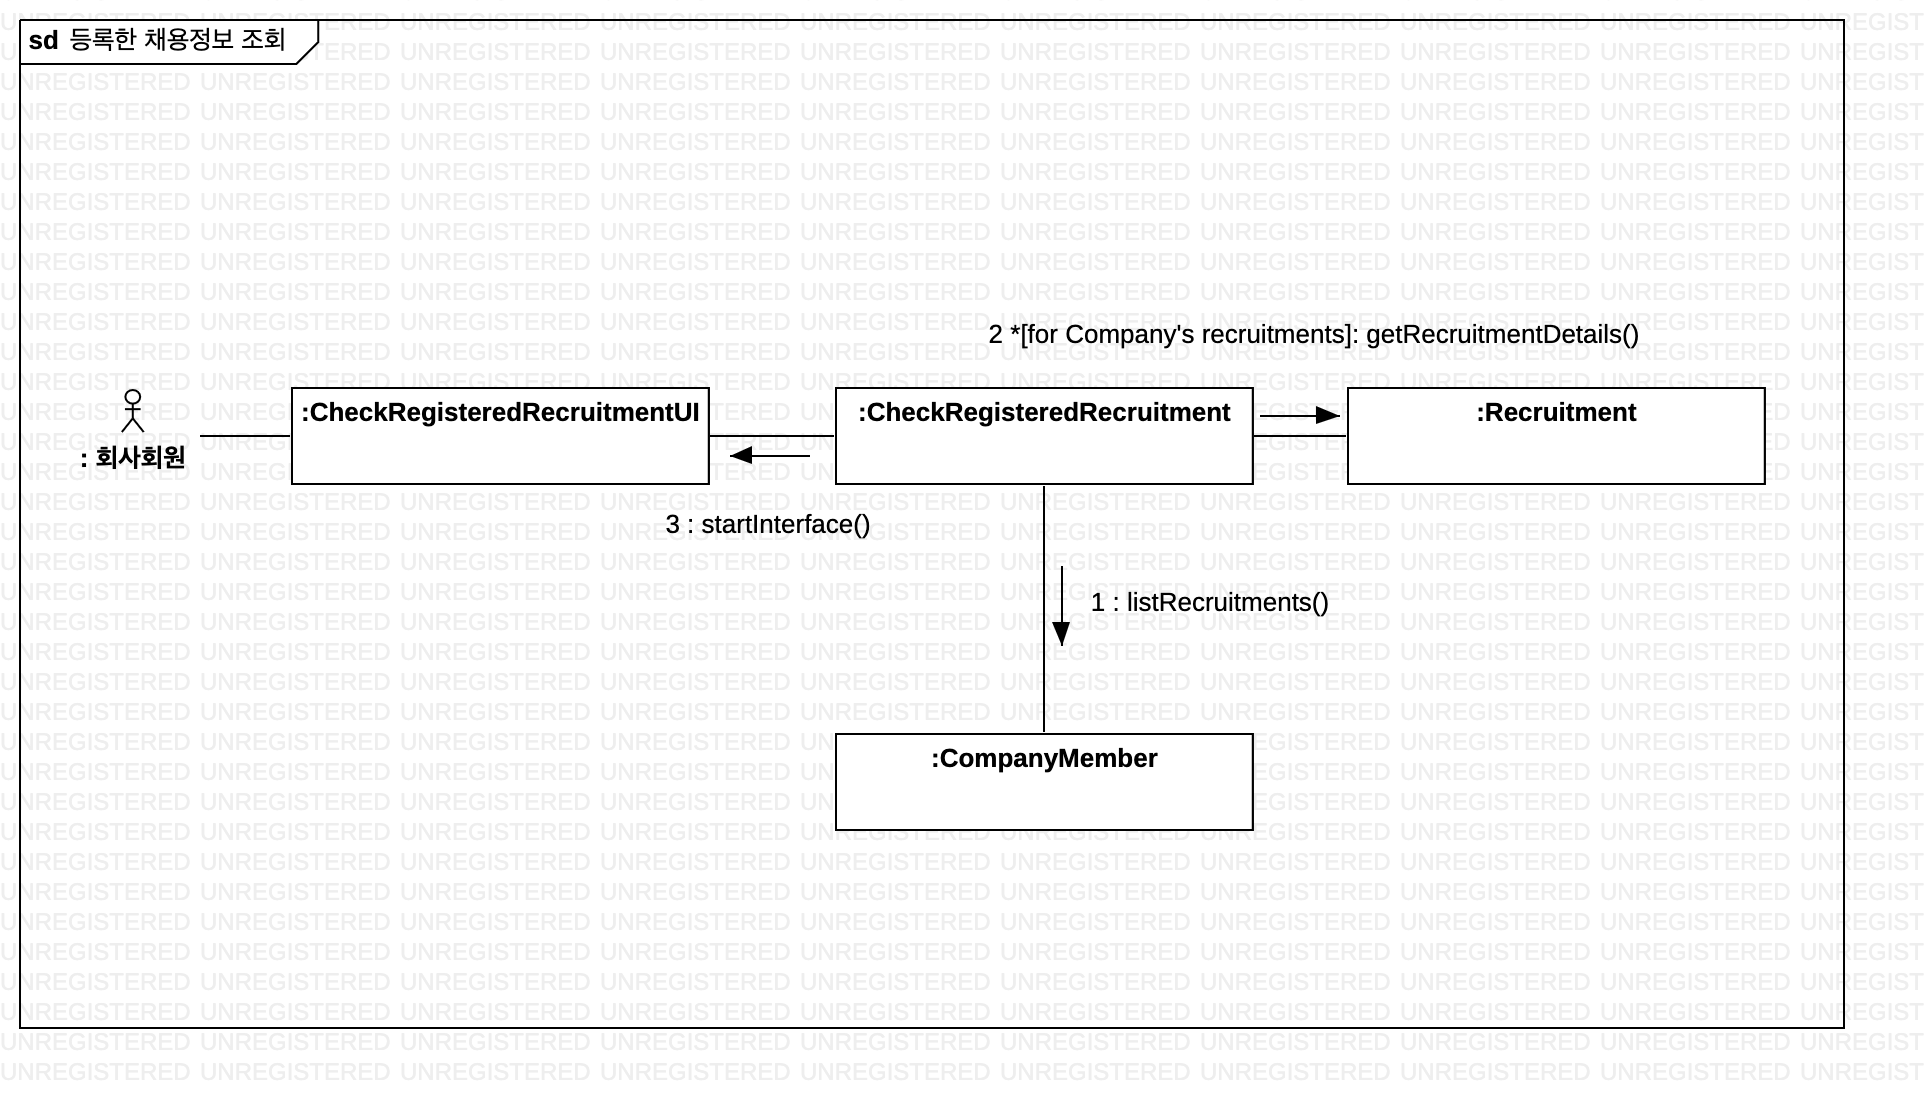 sd 등록한 채용정보 조회
2 *[for Company's recruitments]: getRecruitmentDetails()
: 회사회원
:CheckRegisteredRecruitmentUI
:CheckRegisteredRecruitment
:Recruitment
3 : startInterface()
1 : listRecruitments()
:CompanyMember
UNREGISTERED